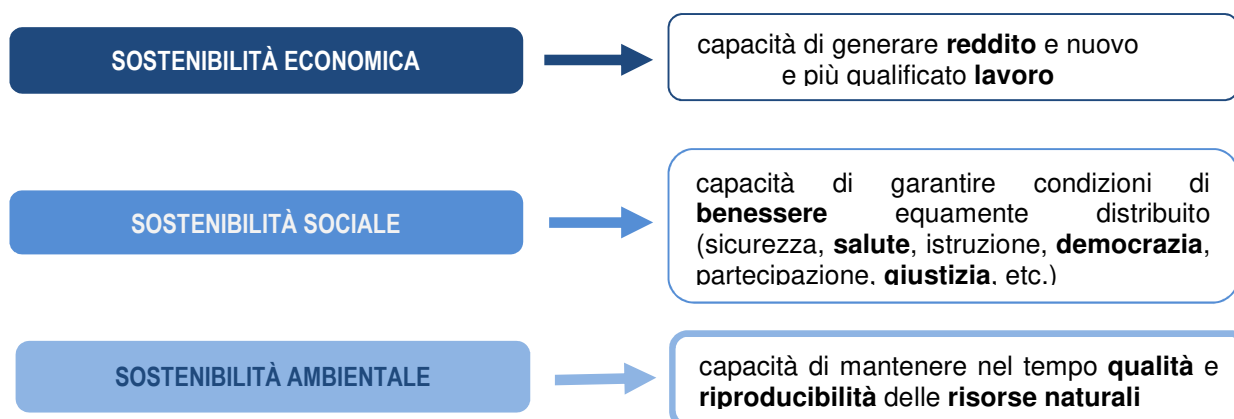 SOSTENIBILITÀ ECONOMICA
capacità di generare reddito e nuovo
e più qualificato lavoro
SOSTENIBILITÀ SOCIALE
capacità di garantire condizioni di
benessere equamente distribuito
(sicurezza, salute, istruzione, democrazia,
partecipazione, giustizia, etc.)
SOSTENIBILITÀ AMBIENTALE
capacità di mantenere nel tempo qualità e
riproducibilità delle risorse naturali